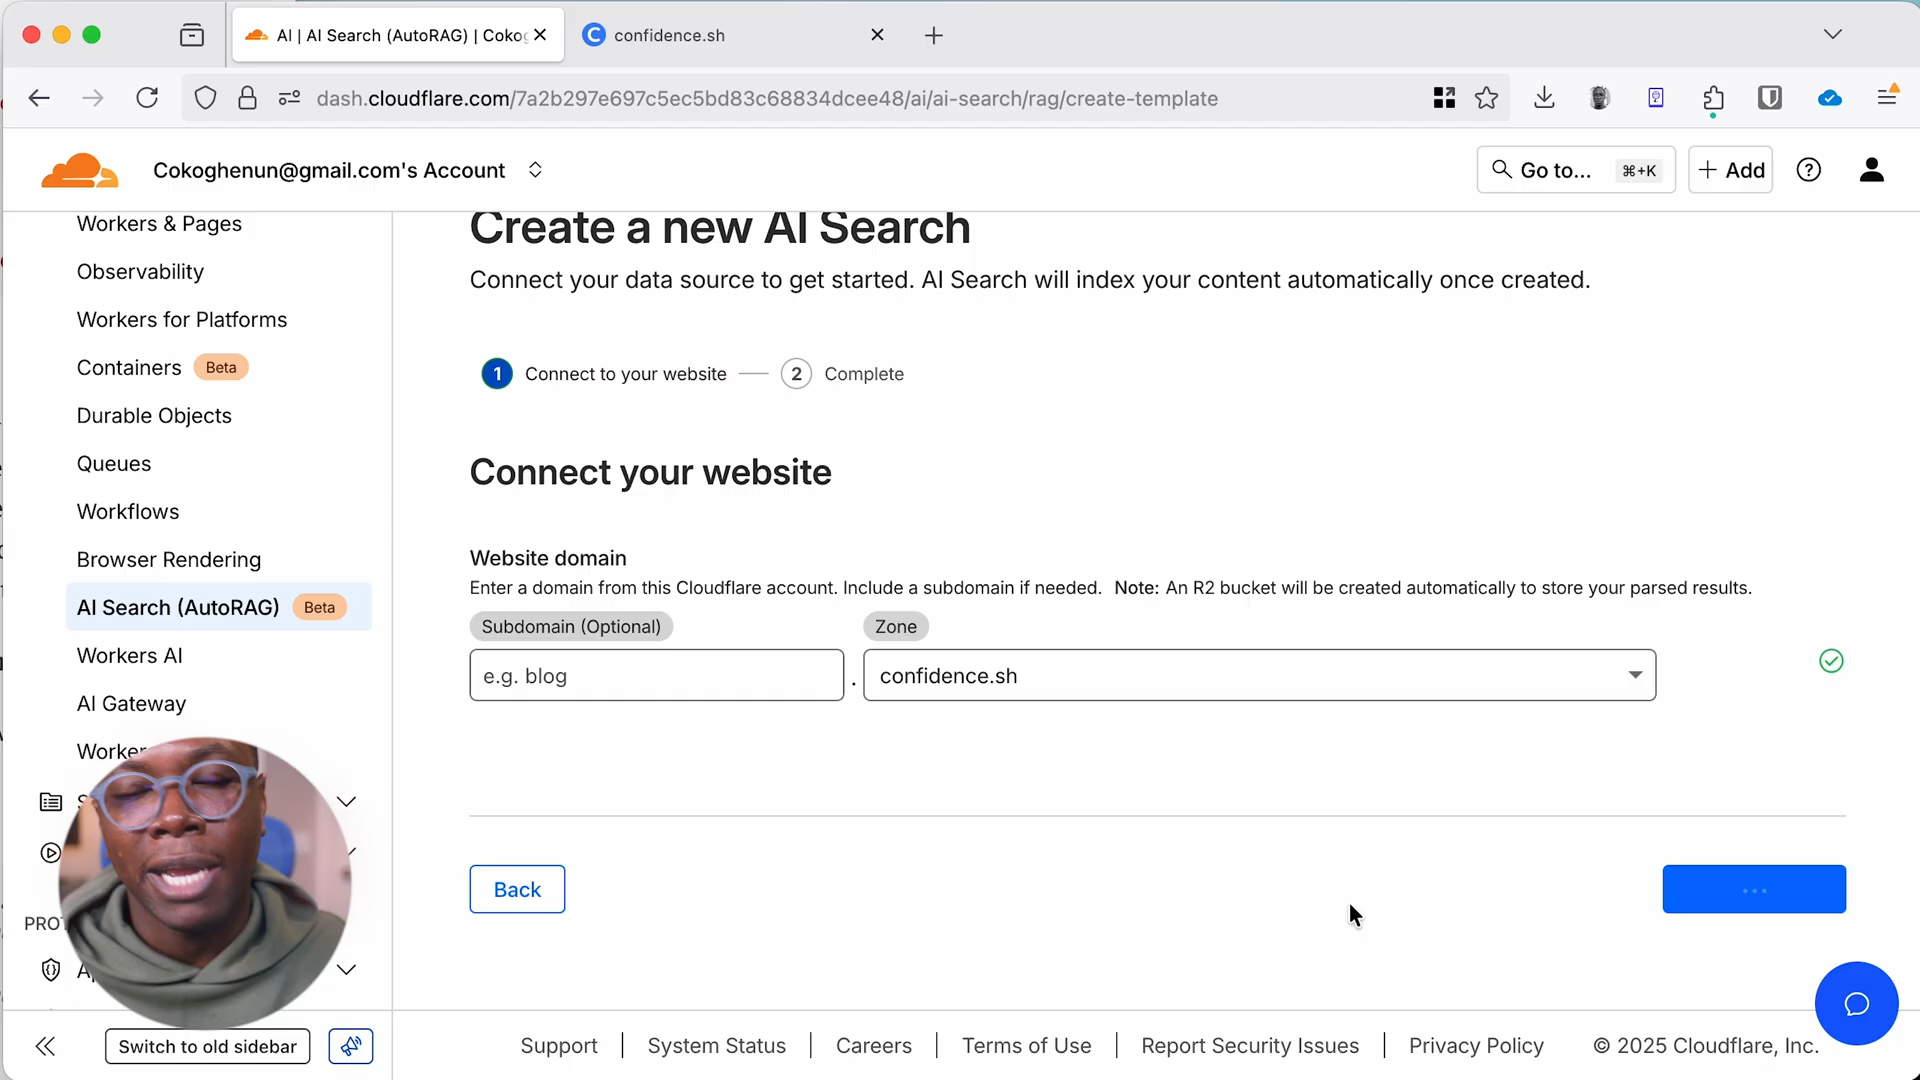 AI | AI Search (AutoRAG) | Coko
confidence.sh
dash.cloudflare.com/7a2b297e697c5ec5bd83c68834dcee48/ai/ai-search/rag/create-template
Cokoghenun@gmail.com's Account
Go to... ⌘+K
+ Add
Workers & Pages
Observability
Workers for Platforms
Containers Beta
Durable Objects
Queues
Workflows
Browser Rendering
AI Search (AutoRAG) Beta
Workers AI
AI Gateway
Worker
PROT
Switch to old sidebar
Create a new AI Search
Connect your data source to get started. AI Search will index your content automatically once created.
1 Connect to your website
2 Complete
Connect your website
Website domain
Enter a domain from this Cloudflare account. Include a subdomain if needed. Note: An R2 bucket will be created automatically to store your parsed results.
Subdomain (Optional)
Zone
e.g. blog
.
confidence.sh
Back
...
Support | System Status | Careers | Terms of Use | Report Security Issues | Privacy Policy © 2025 Cloudflare, Inc.